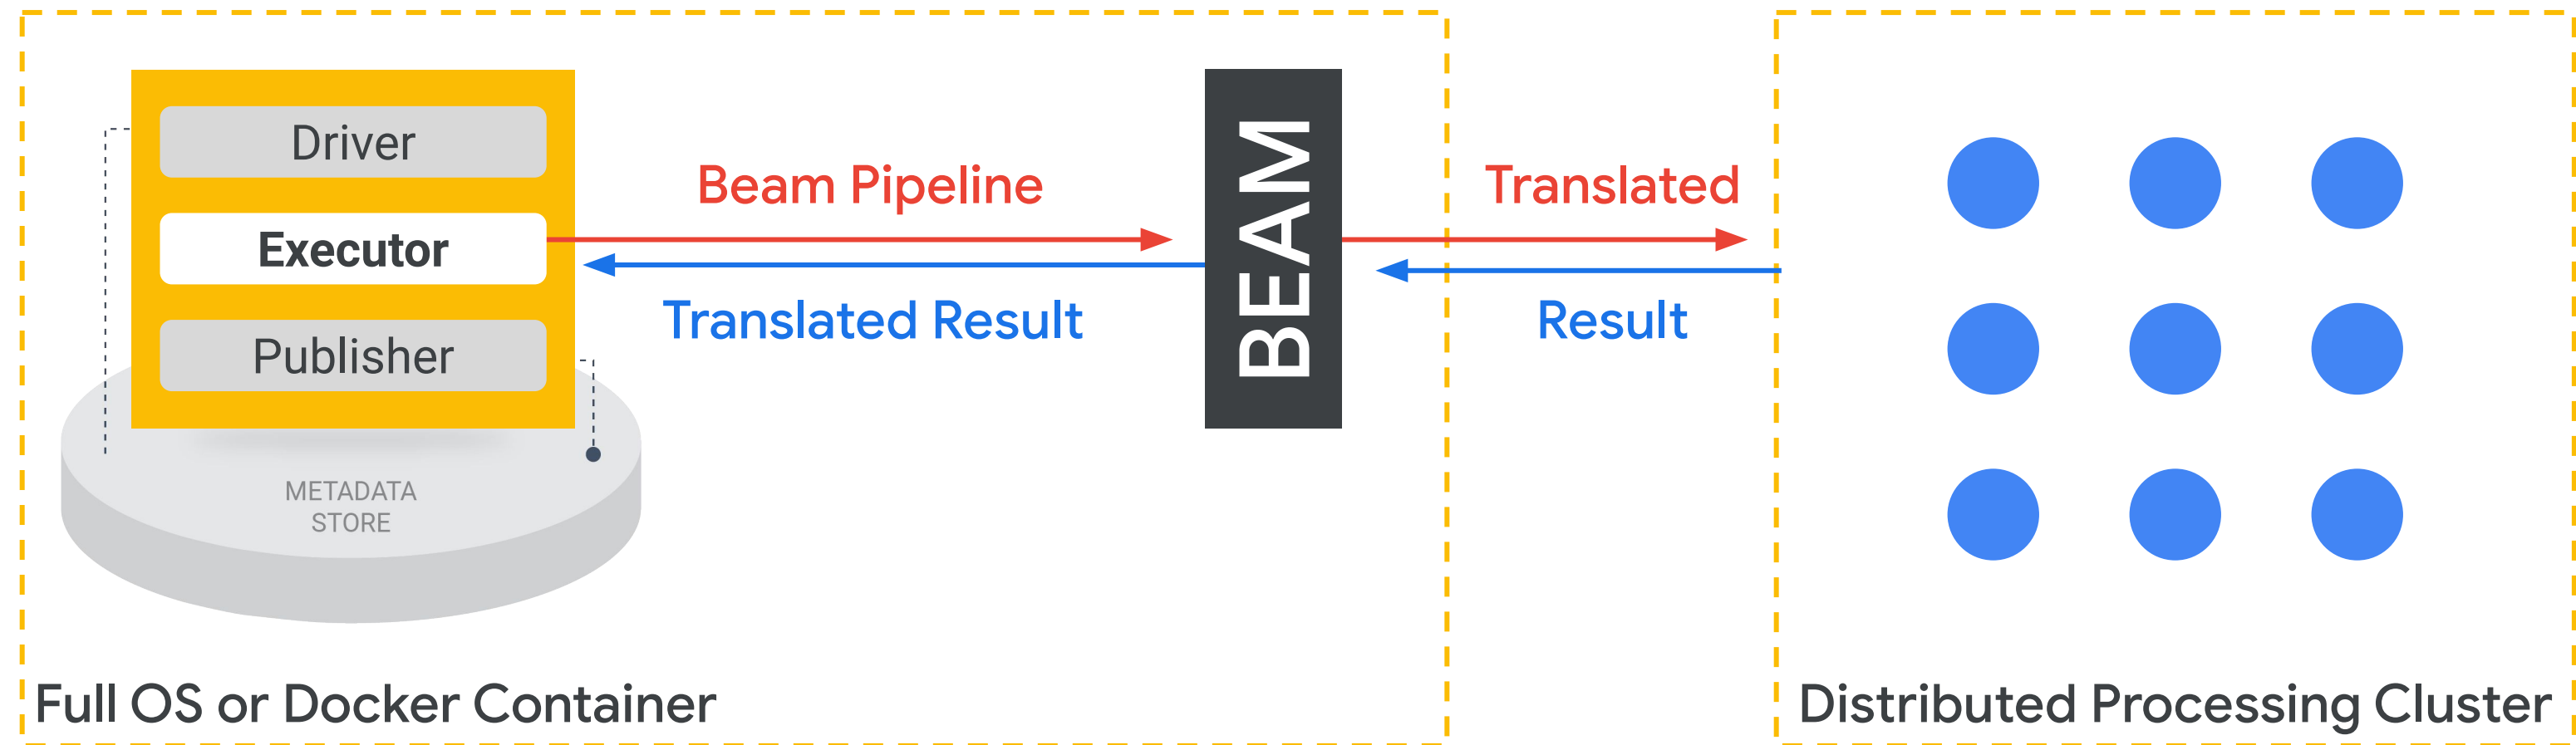 Driver
Executor
Publisher
METADATA
STORE
Beam Pipeline
Translated Result
BEAM
Translated
Result
Full OS or Docker Container
Distributed Processing Cluster